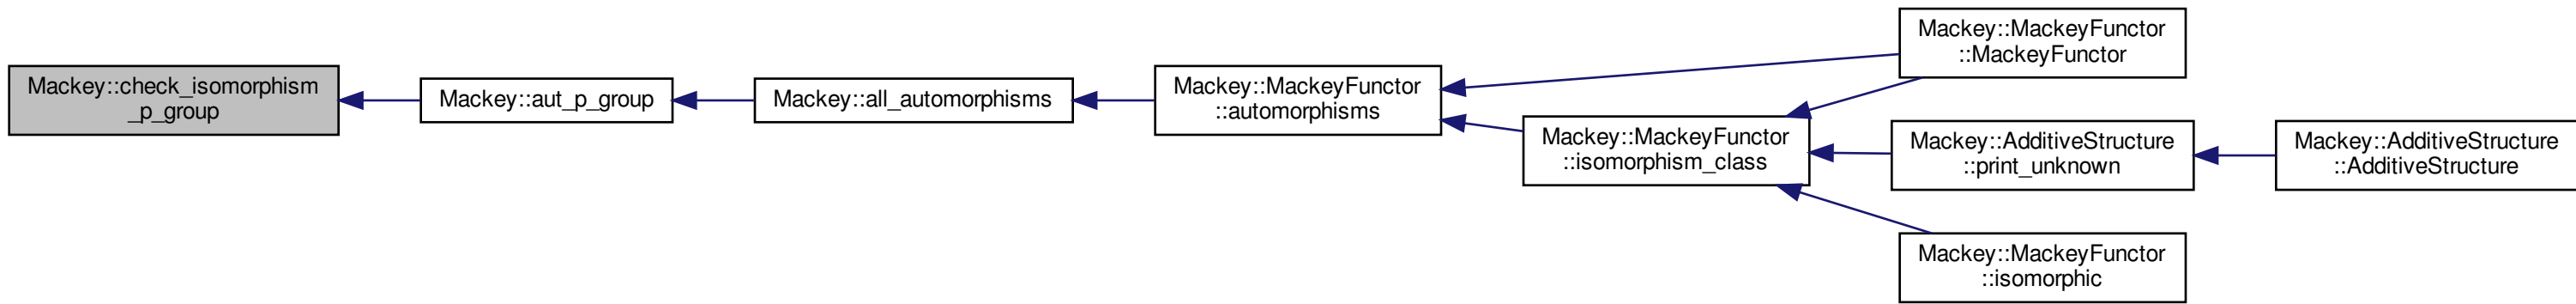 Mackey::check_isomorphism
_p_group
Mackey::aut_p_group
Mackey::all_automorphisms
Mackey::MackeyFunctor
::automorphisms
Mackey::MackeyFunctor
::MackeyFunctor
Mackey::MackeyFunctor
::isomorphism_class
Mackey::AdditiveStructure
::print_unknown
Mackey::AdditiveStructure
::AdditiveStructure
Mackey::MackeyFunctor
::isomorphic